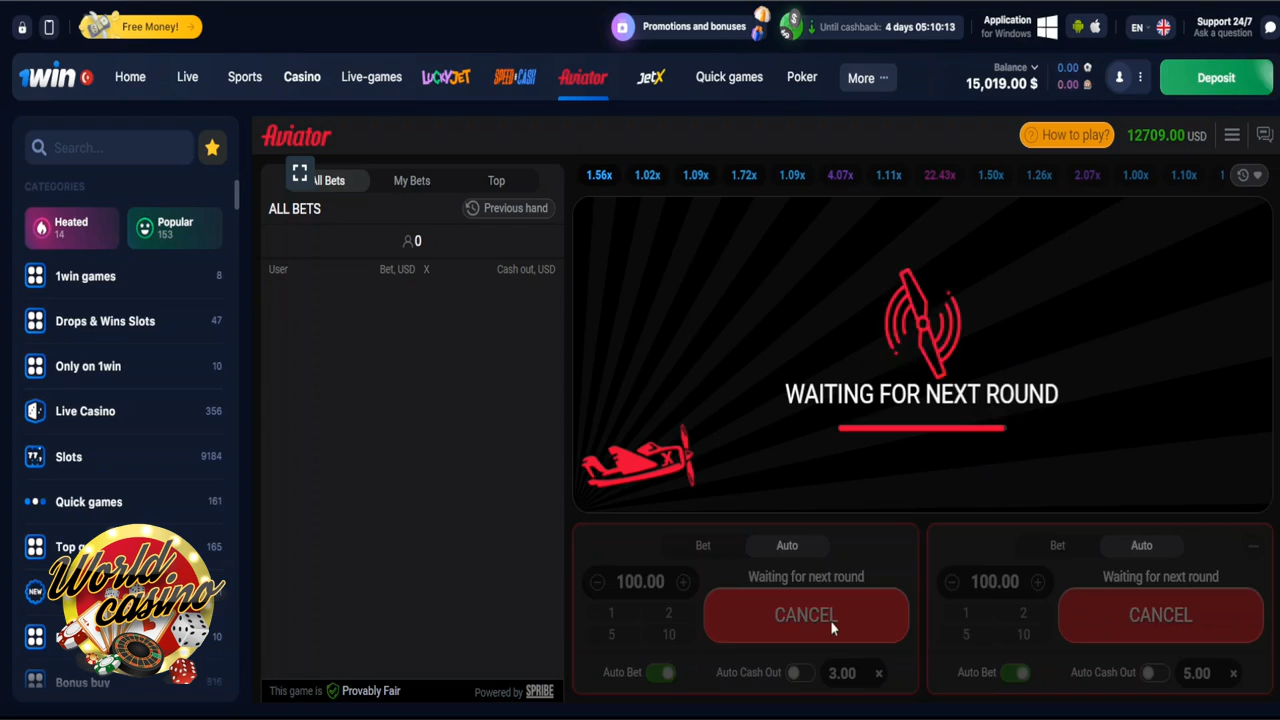 Free Money!
Promotions and bonuses
Until cashback: 4 days 05:10:13
Application
for Windows
EN
Support 24/7
Ask a question
1win
Home
Live
Sports
Casino
Live-games
LUCKYJET
SPEED&CASH
Aviator
JetX
Quick games
Poker
More
Balance
15,019.00 $
0.00
0.00
Deposit
Search...
Aviator
? How to play?
12709.00 USD
CATEGORIES
Heated
14
Popular
153
1win games 8
Drops & Wins Slots 47
Only on 1win 10
Live Casino 356
Slots 9184
Quick games 161
Top 165
NEW
10
Bonus buy 816
World
casino
All Bets
My Bets
Top
ALL BETS
Previous hand
0
User
Bet, USD X
Cash out, USD
1.56x 1.02x 1.09x 1.72x 1.09x 4.07x 1.11x 22.43x 1.50x 1.26x 2.07x 1.00x 1.10x 1
X
WAITING FOR NEXT ROUND
Bet Auto
100.00
1 2
5 10
Waiting for next round
CANCEL
Auto Bet
Auto Cash Out
3.00 x
Bet Auto
100.00
1 2
5 10
Waiting for next round
CANCEL
Auto Bet
Auto Cash Out
5.00 x
This game is Provably Fair
Powered by SPRIBE